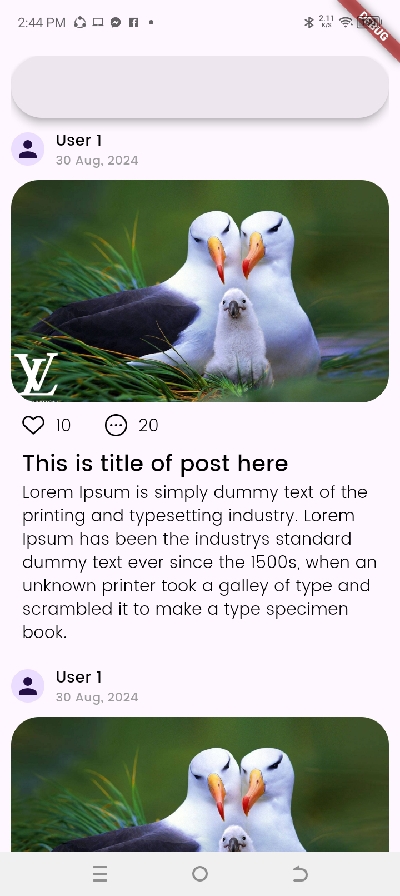 2:44 PM
2.11
K/S
DEBUG
User 1
30 Aug, 2024
LV
10
20
This is title of post here
Lorem Ipsum is simply dummy text of the
printing and typesetting industry. Lorem
Ipsum has been the industrys standard
dummy text ever since the 1500s, when an
unknown printer took a galley of type and
scrambled it to make a type specimen
book.
User 1
30 Aug, 2024